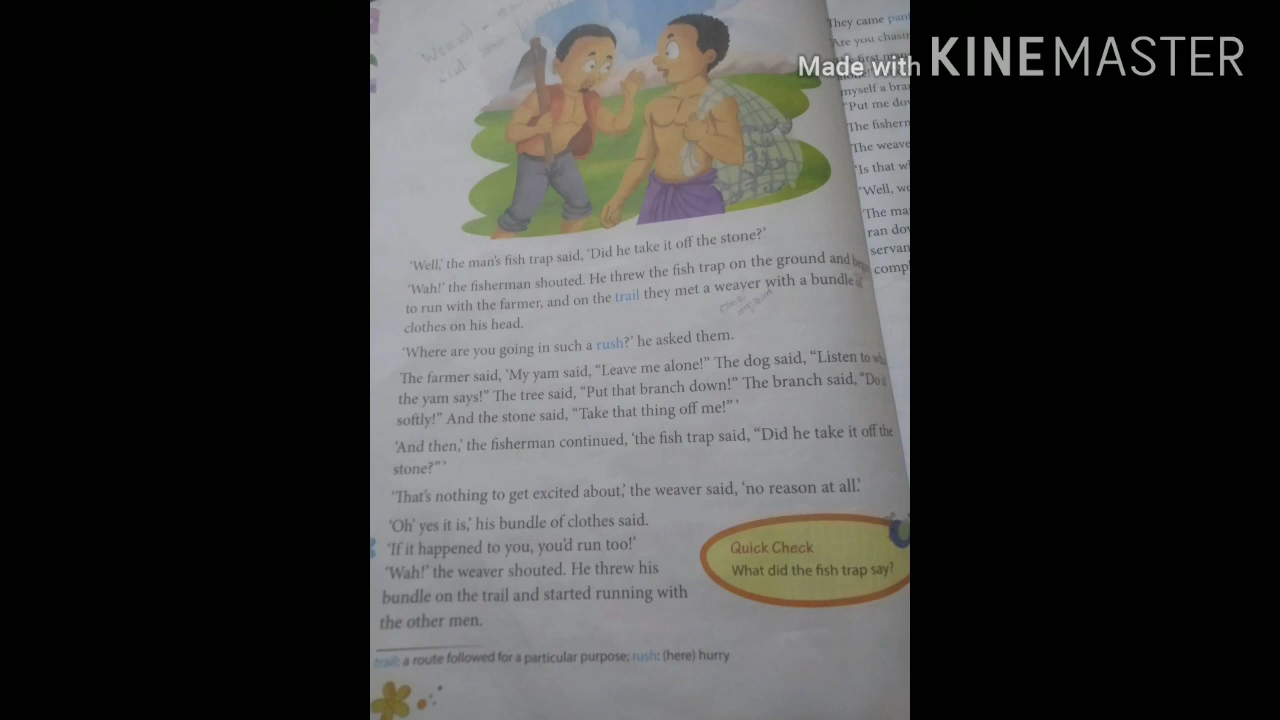 Made with KINEMASTER
They came pant
Are you chasin
myself a bra
"Put me do
The fishern
The weave
'Is that w
'Well, we
The ma
ran do
servan
comp
'Well,' the man's fish trap said, 'Did he take it off the stone?'
'Wah!' the fisherman shouted. He threw the fish trap on the ground and began
to run with the farmer, and on the trail they met a weaver with a bundle of
clothes on his head.
'Where are you going in such a rush?' he asked them.
The farmer said, 'My yam said, "Leave me alone!" The dog said, "Listen to what
the yam says!" The tree said, "Put that branch down!" The branch said, "Do it
softly!" And the stone said, "Take that thing off me!" '
'And then,' the fisherman continued, 'the fish trap said, "Did he take it off the
stone?" '
'That's nothing to get excited about,' the weaver said, 'no reason at all.'
'Oh' yes it is,' his bundle of clothes said.
'If it happened to you, you'd run too!'
'Wah!' the weaver shouted. He threw his
bundle on the trail and started running with
the other men.
Quick Check
What did the fish trap say?
trail: a route followed for a particular purpose; rush: (here) hurry